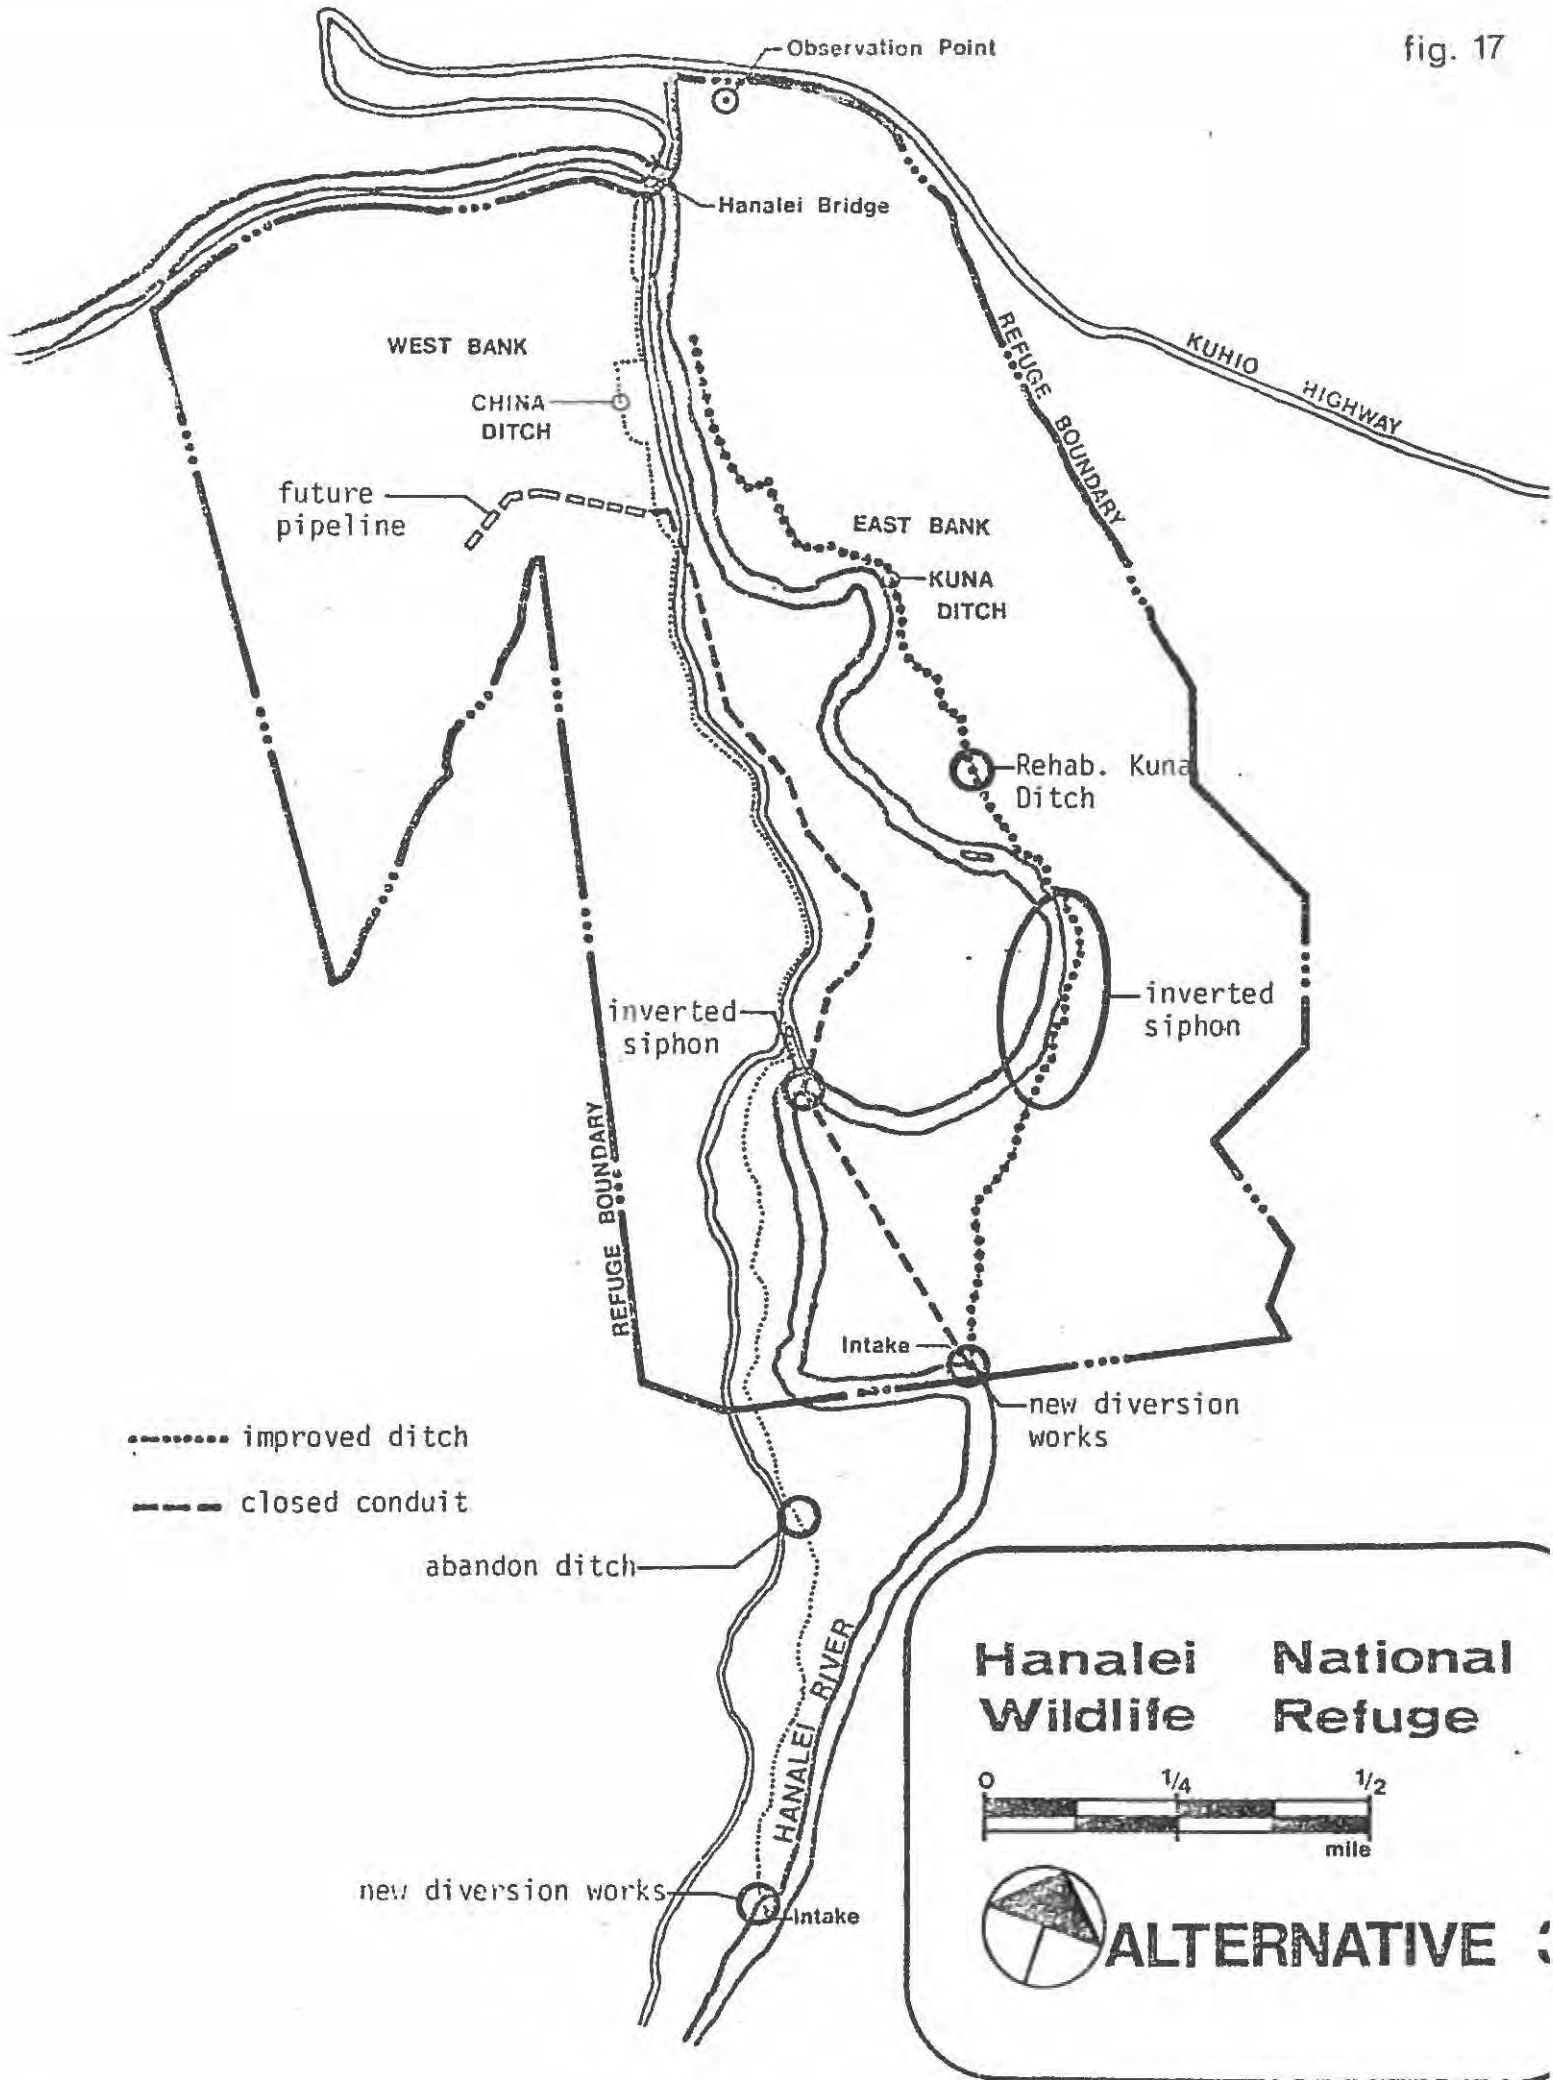 fig. 17
Observation Point
Hanalei Bridge
WEST BANK
CHINA
DITCH
REFUGE BOUNDARY
KUHIO HIGHWAY
future
pipeline
EAST BANK
KUNA
DITCH
Rehab. Kuna
Ditch
inverted
siphon
inverted
siphon
REFUGE BOUNDARY
Intake
new diversion
works
improved ditch
closed conduit
abandon ditch
HANALEI RIVER
new diversion works
Intake
Hanalei National
Wildlife Refuge
0 1/4 1/2
mile
ALTERNATIVE